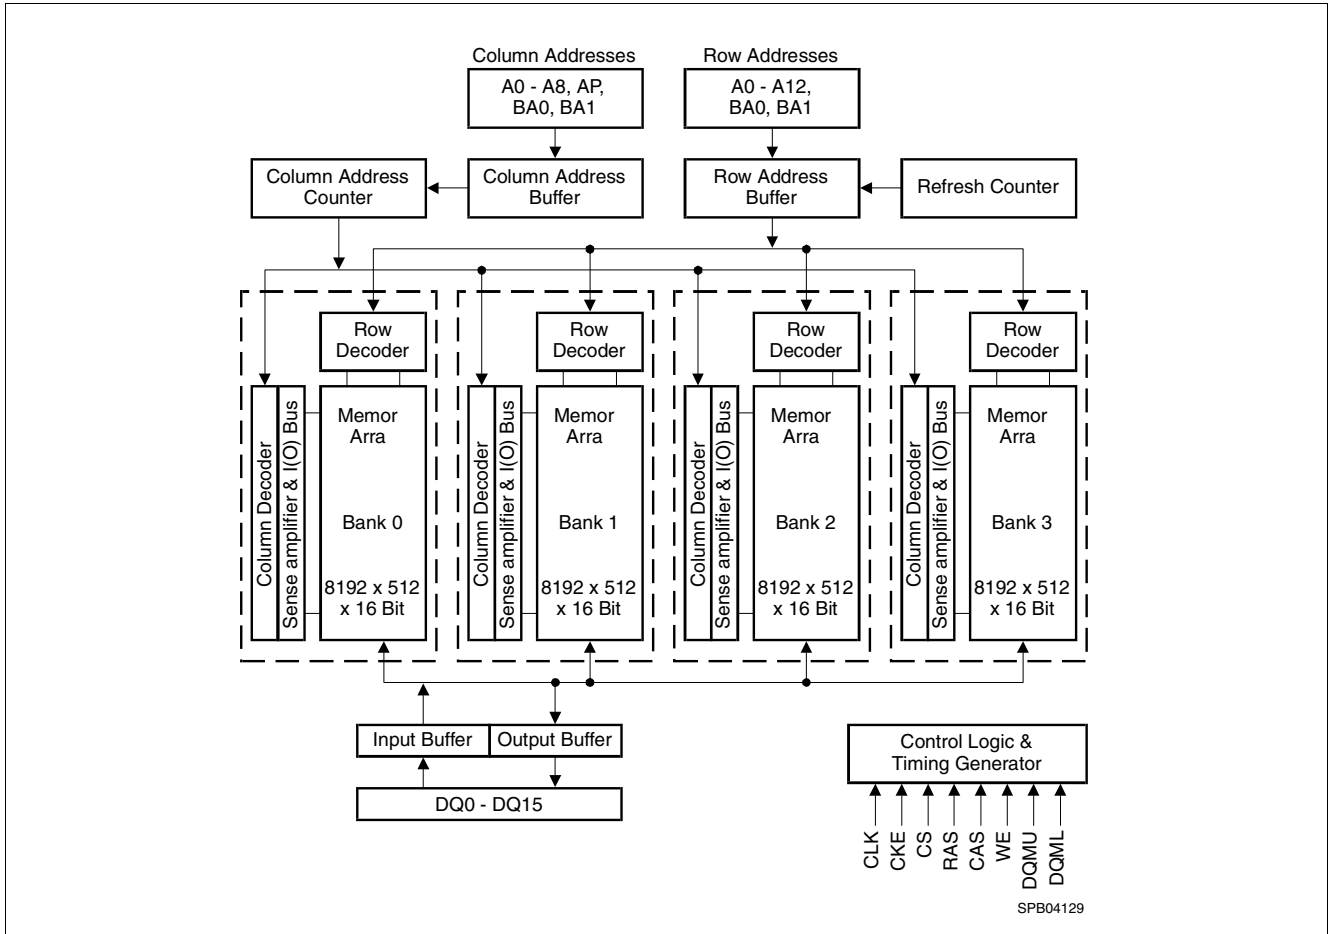 Column Addresses
A0 - A8, AP,
BA0, BA1
Row Addresses
A0 - A12,
BA0, BA1
Column Address
Counter
Column Address
Buffer
Row Address
Buffer
Refresh Counter
Row
Decoder
Column Decoder
Sense amplifier & I(O) Bus
Memor
Arra
Bank 0
8192 x 512
x 16 Bit
Row
Decoder
Column Decoder
Sense amplifier & I(O) Bus
Memor
Arra
Bank 1
8192 x 512
x 16 Bit
Row
Decoder
Column Decoder
Sense amplifier & I(O) Bus
Memor
Arra
Bank 2
8192 x 512
x 16 Bit
Row
Decoder
Column Decoder
Sense amplifier & I(O) Bus
Memor
Arra
Bank 3
8192 x 512
x 16 Bit
Input Buffer
Output Buffer
DQ0 - DQ15
Control Logic &
Timing Generator
CLK
CKE
CS
RAS
CAS
WE
DQMU
DQML
SPB04129